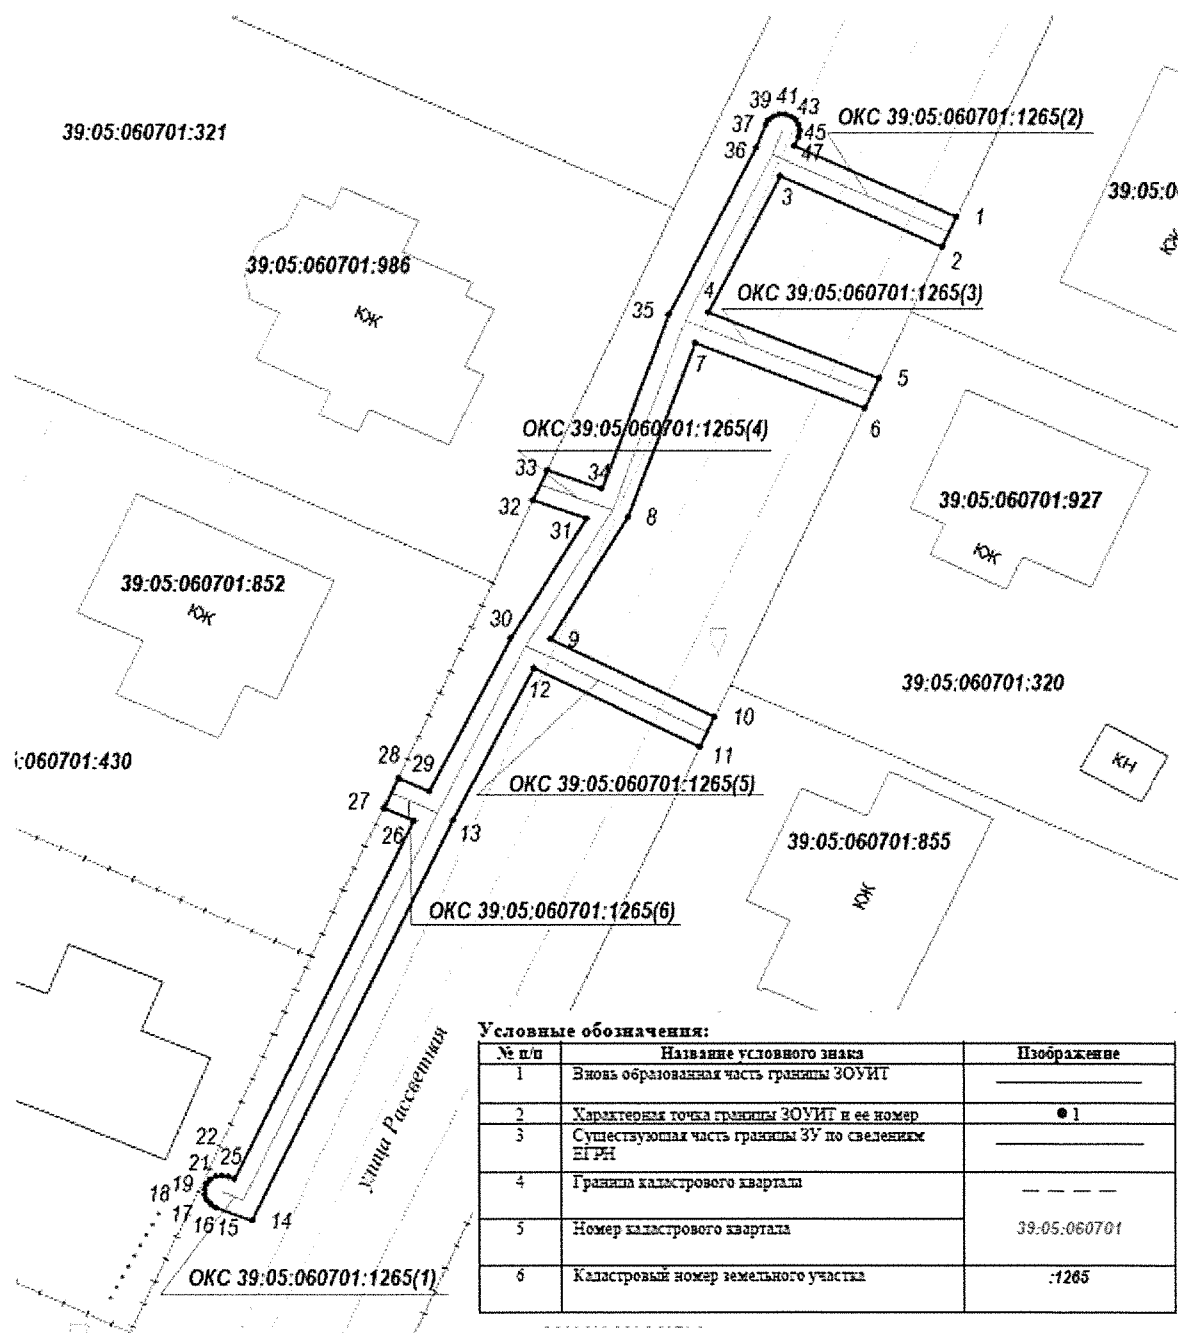 41
39
43
39:05:060701:321
37
45
ОКС 39:05:060701:1265(2)
36
47
3
39:05:0
1
КЖ
2
39:05:060701:986
КЖ
35
4
ОКС 39:05:060701:1265(3)
7
5
6
ОКС 39:05:060701:1265(4)
33
34
32
31
8
39:05:060701:927
КЖ
39:05:060701:852
КЖ
30
9
12
39:05:060701:320
10
11
:060701:430
28
29
КН
27
26
13
ОКС 39:05:060701:1265(5)
39:05:060701:855
КЖ
ОКС 39:05:060701:1265(6)
улица Рассветная
22
21
25
19
18
17
16
15
14
ОКС 39:05:060701:1265(1)
Условные обозначения:
№ п/п Название условного знака Изображение
1 Вновь образованная часть границы ЗОУИТ
2 Характерная точка границы ЗОУИТ и ее номер ● 1
3 Существующая часть границы ЗУ по сведениям
ЕГРН
4 Граница кадастрового квартала
5 Номер кадастрового квартала 39:05:060701
6 Кадастровый номер земельного участка :1265